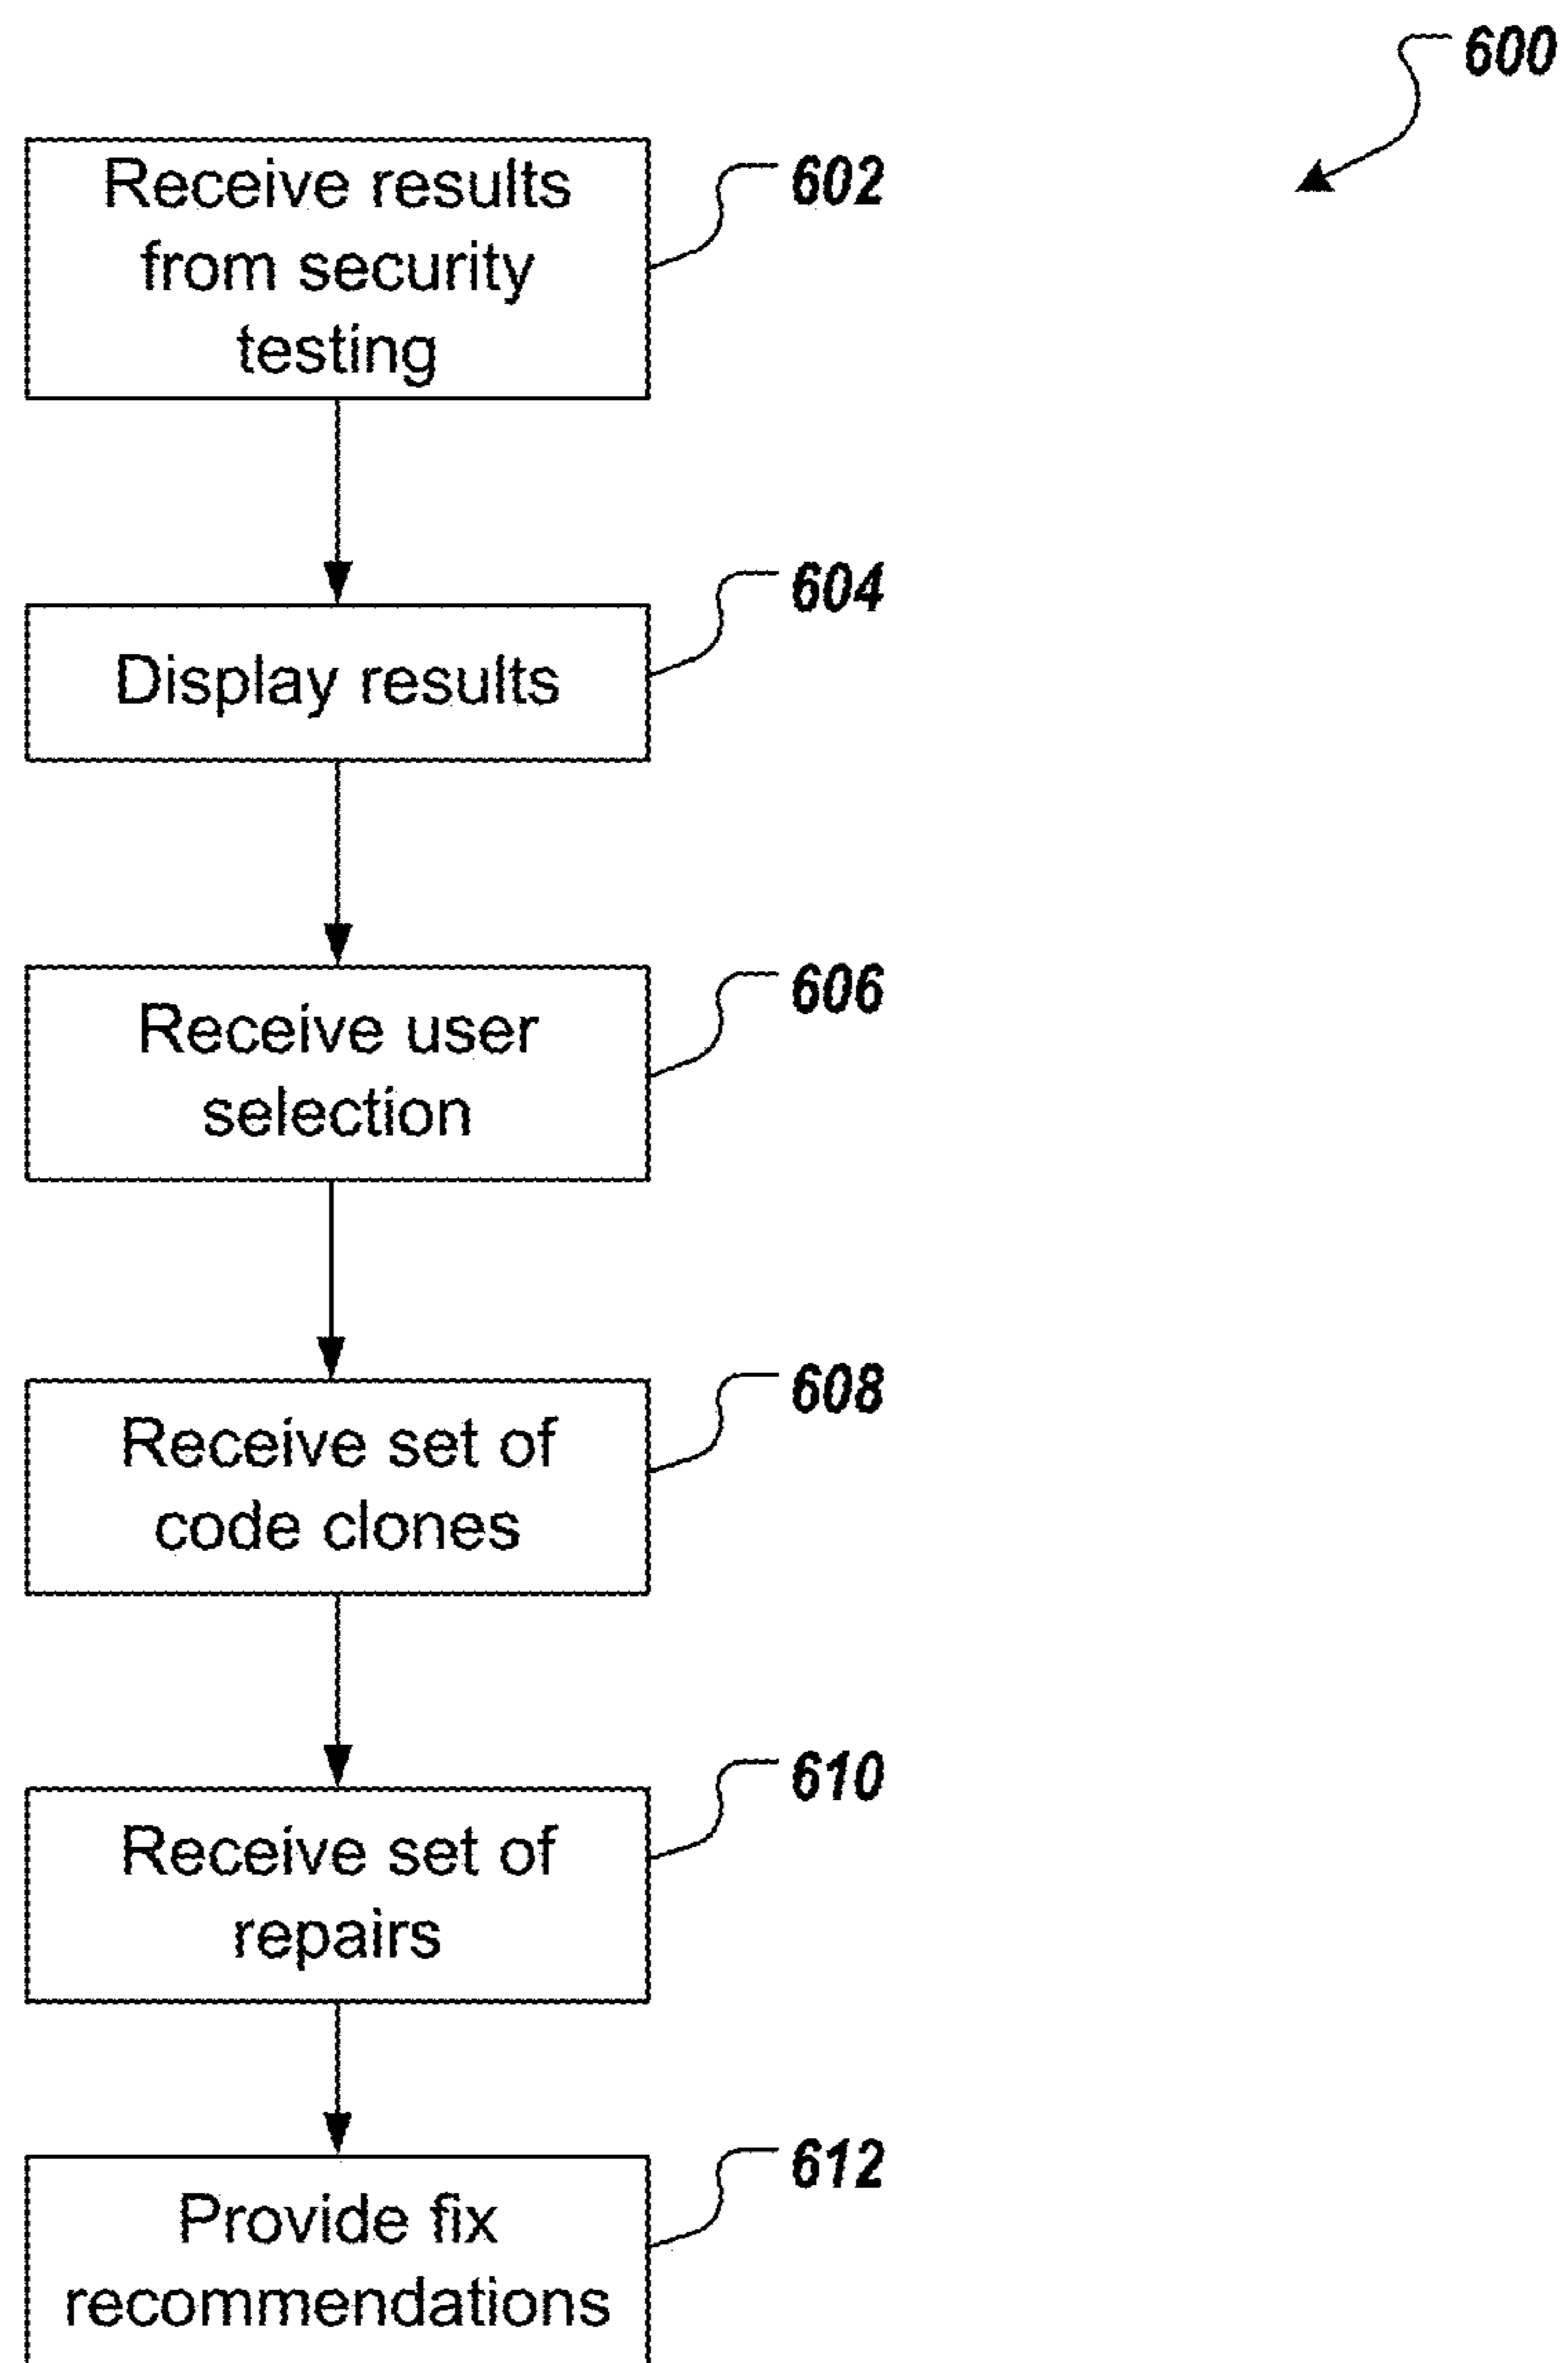 600
Receive results
from security
testing
602
Display results
604
Receive user
selection
606
Receive set of
code clones
608
Receive set of
repairs
610
Provide fix
recommendations
612